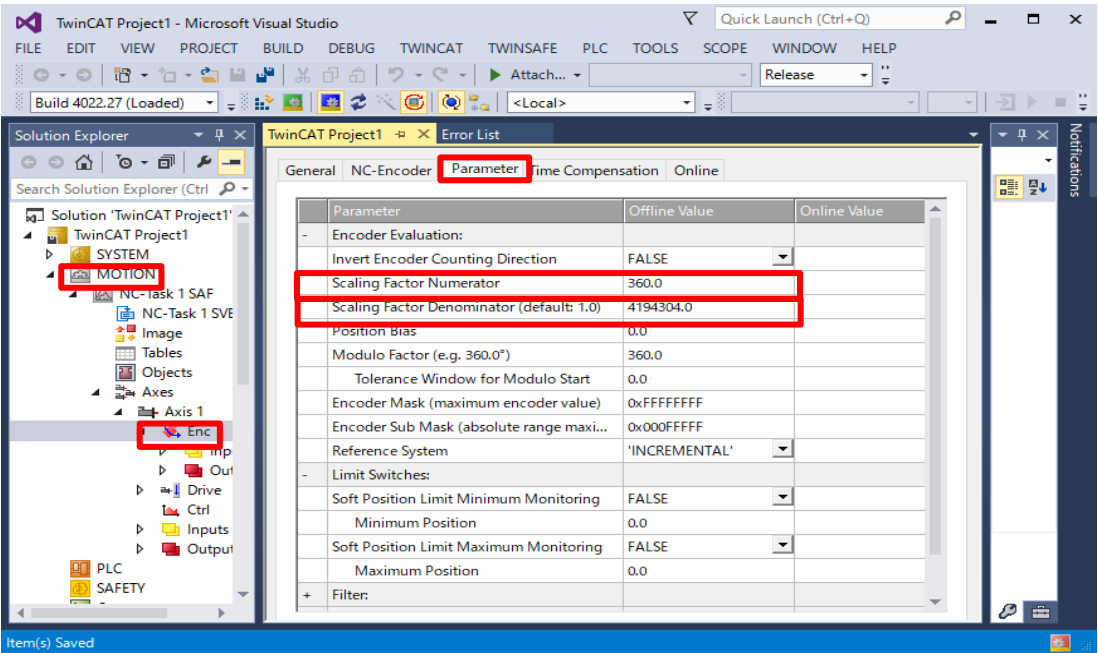 TwinCAT Project1 - Microsoft Visual Studio
Quick Launch (Ctrl+Q)
FILE EDIT VIEW PROJECT BUILD DEBUG TWINCAT TWINSAFE PLC TOOLS SCOPE WINDOW HELP
Attach... Release
Build 4022.27 (Loaded) <Local>
Solution Explorer
Search Solution Explorer (Ctrl
Solution 'TwinCAT Project1'
TwinCAT Project1
SYSTEM
MOTION
NC-Task 1 SAF
NC-Task 1 SVB
Image
Tables
Objects
Axes
Axis 1
Enc
Inp
Out
Drive
Ctrl
Inputs
Output
PLC
SAFETY
TwinCAT Project1 Error List
General NC-Encoder Parameter Time Compensation Online
Parameter Offline Value Online Value
- Encoder Evaluation:
Invert Encoder Counting Direction FALSE
Scaling Factor Numerator 360.0
Scaling Factor Denominator (default: 1.0) 4194304.0
Position Bias 0.0
Modulo Factor (e.g. 360.0°) 360.0
Tolerance Window for Modulo Start 0.0
Encoder Mask (maximum encoder value) 0xFFFFFFFF
Encoder Sub Mask (absolute range maxi... 0x000FFFFF
Reference System 'INCREMENTAL'
- Limit Switches:
Soft Position Limit Minimum Monitoring FALSE
Minimum Position 0.0
Soft Position Limit Maximum Monitoring FALSE
Maximum Position 0.0
+ Filter:
Notifications
Item(s) Saved